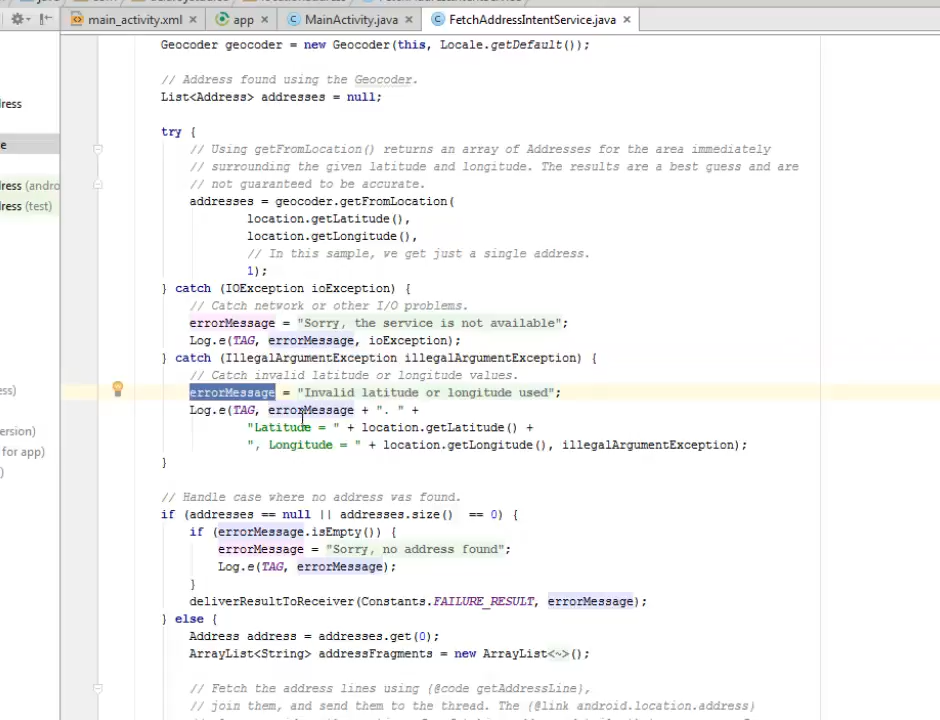 main_activity.xml app MainActivity.java FetchAddressIntentService.java
Geocoder geocoder = new Geocoder(this, Locale.getDefault());
// Address found using the Geocoder.
List<Address> addresses = null;
ress
try {
// Using getFromLocation() returns an array of Addresses for the area immediately
// surrounding the given latitude and longitude. The results are a best guess and are
// not guaranteed to be accurate.
ress (andro
addresses = geocoder.getFromLocation(
ress (test)
location.getLatitude(),
location.getLongitude(),
// In this sample, we get just a single address.
1);
} catch (IOException ioException) {
// Catch network or other I/O problems.
errorMessage = "Sorry, the service is not available";
Log.e(TAG, errorMessage, ioException);
} catch (IllegalArgumentException illegalArgumentException) {
// Catch invalid latitude or longitude values.
ess)
errorMessage = "Invalid latitude or longitude used";
Log.e(TAG, errorMessage + ". " +
"Latitude = " + location.getLatitude() +
ersion)
", Longitude = " + location.getLongitude(), illegalArgumentException);
for app)
}
)
// Handle case where no address was found.
if (addresses == null || addresses.size() == 0) {
if (errorMessage.isEmpty()) {
errorMessage = "Sorry, no address found";
Log.e(TAG, errorMessage);
}
deliverResultToReceiver(Constants.FAILURE_RESULT, errorMessage);
} else {
Address address = addresses.get(0);
ArrayList<String> addressFragments = new ArrayList<~>();
// Fetch the address lines using {@code getAddressLine},
// join them, and send them to the thread. The {@link android.location.address}